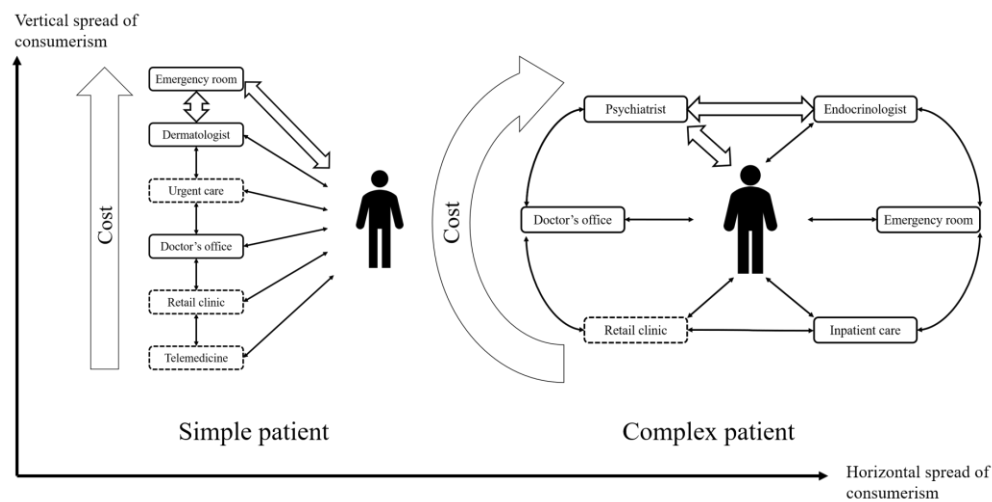 Vertical spread of
consumerism
Emergency room
Dermatologist
Urgent care
Doctor's office
Retail clinic
Telemedicine
Cost
Simple patient
Cost
Psychiatrist
Endocrinologist
Doctor's office
Emergency room
Retail clinic
Inpatient care
Complex patient
Horizontal spread of
consumerism